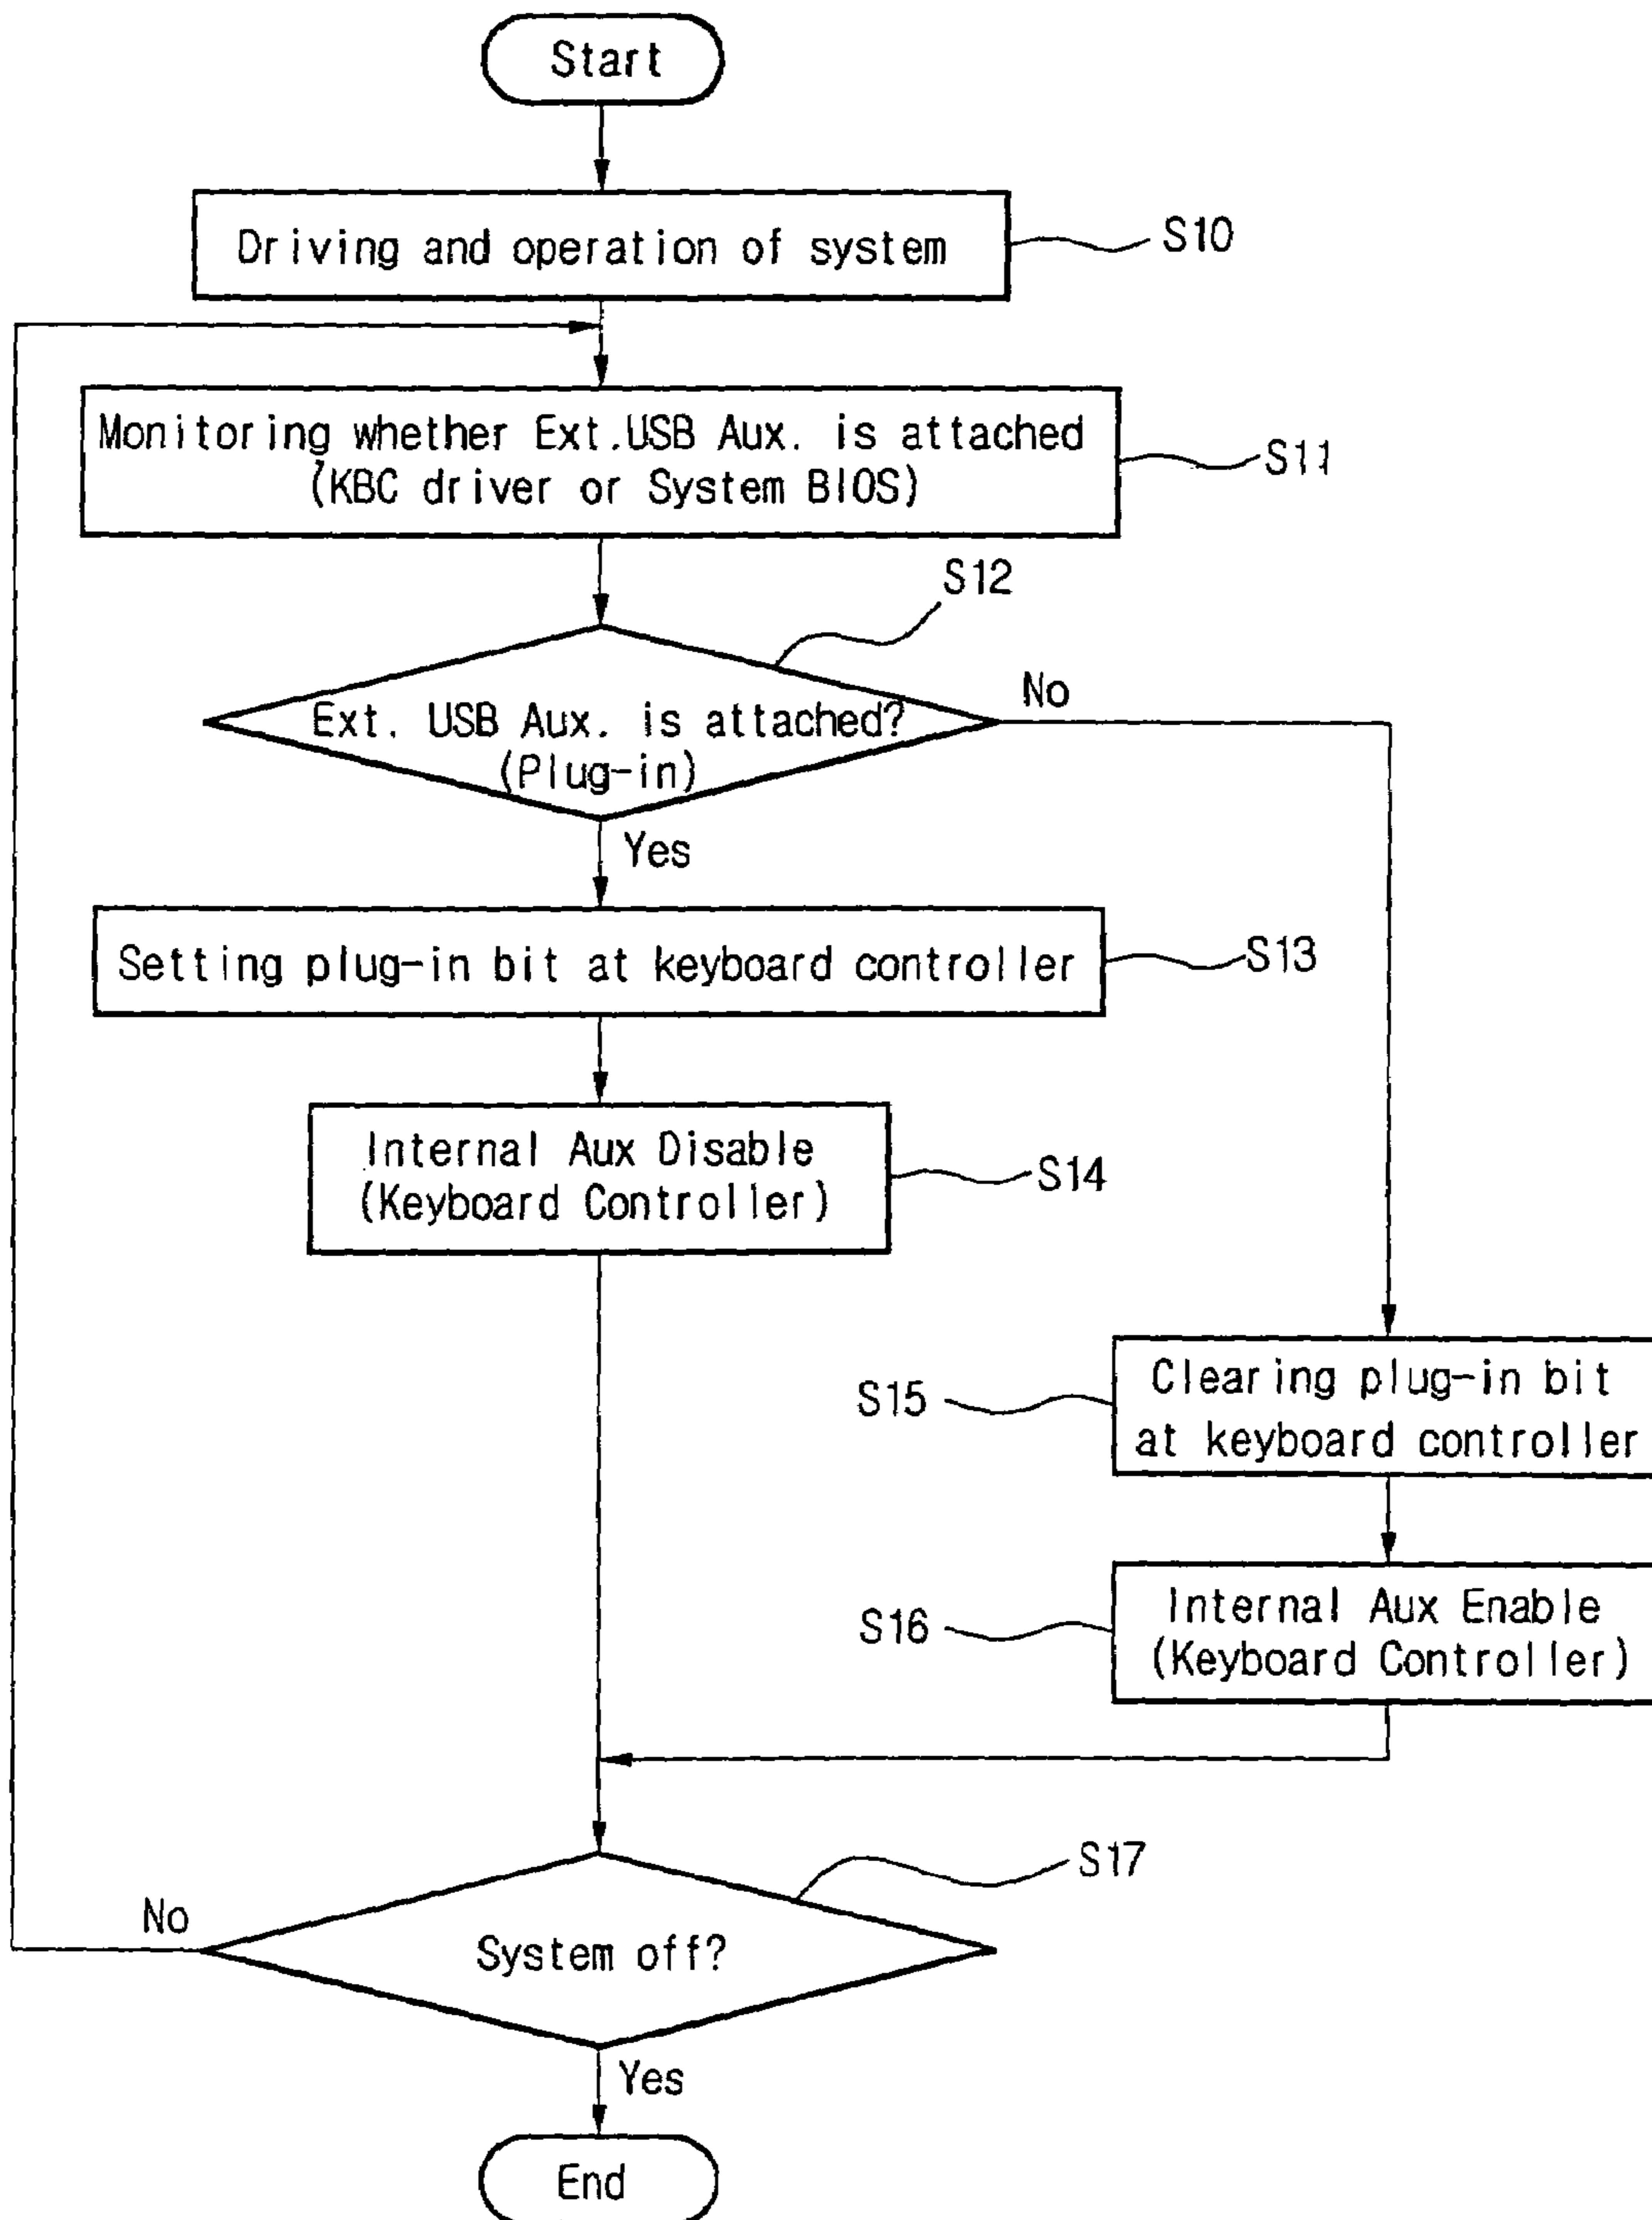 Start
Driving and operation of system
S10
Monitoring whether Ext.USB Aux. is attached
(KBC driver or System BIOS)
S11
S12
Ext. USB Aux. is attached?
(Plug-in)
No
Yes
Setting plug-in bit at keyboard controller
S13
Internal Aux Disable
(Keyboard Controller)
S14
S15
Clearing plug-in bit
at keyboard controller
S16
Internal Aux Enable
(Keyboard Controller)
S17
No
System off?
Yes
End